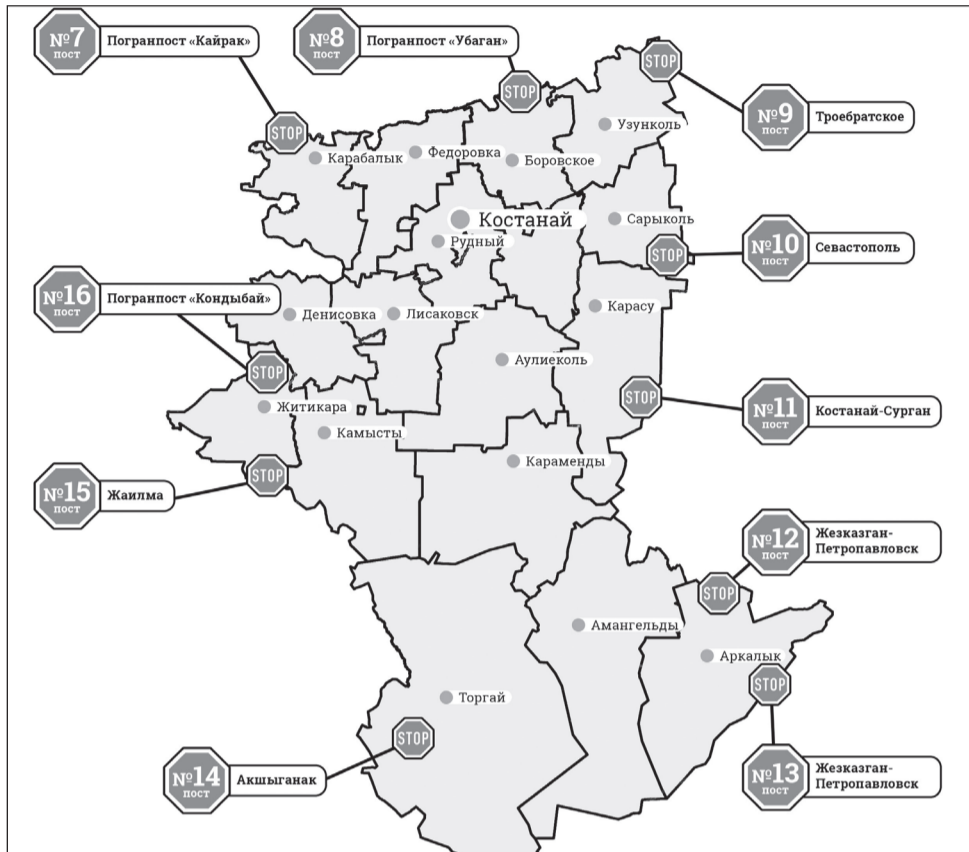 №7
пост
Погранпост «Кайрак»
№8
пост
Погранпост «Убаган»
STOP
STOP
STOP
№9
пост
Троебратское
Узунколь
Карабалык
Федоровка
Боровское
Костанай
Сарыколь
Рудный
STOP
№10
пост
Севастополь
№16
пост
Погранпост «Кондыбай»
Денисовка
Лисаковск
Карасу
STOP
Аулиеколь
Житикара
STOP
№11
пост
Костанай-Сурган
Камысты
Караменды
STOP
№15
пост
Жаилма
№12
пост
Жезказган-
Петропавловск
STOP
Амангельды
Аркалык
STOP
Торгай
STOP
№14
пост
Акшыганак
№13
пост
Жезказган-
Петропавловск